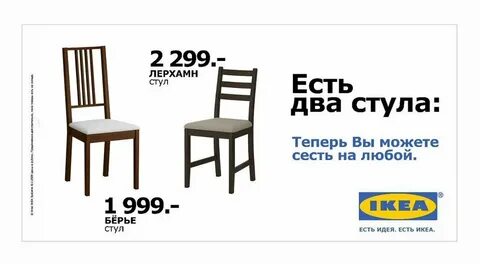 2 299.-
ЛЕРХАМН
стул
1 999.-
БЁРЬЕ
стул
Есть
два стула:
Теперь Вы можете
сесть на любой.
IKEA
ЕСТЬ ИДЕЯ. ЕСТЬ ИКЕА.